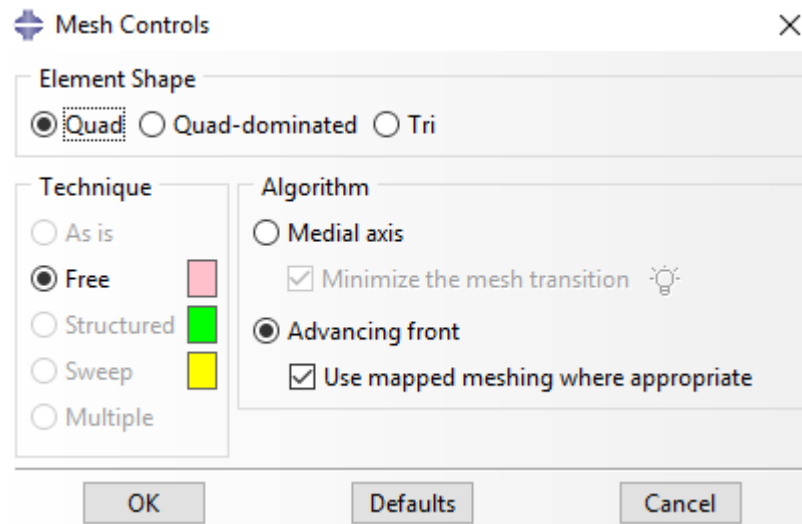 Mesh Controls
Element Shape
Quad Quad-dominated Tri
Technique
As is
Free
Structured
Sweep
Multiple
Algorithm
Medial axis
Minimize the mesh transition
Advancing front
Use mapped meshing where appropriate
OK Defaults Cancel